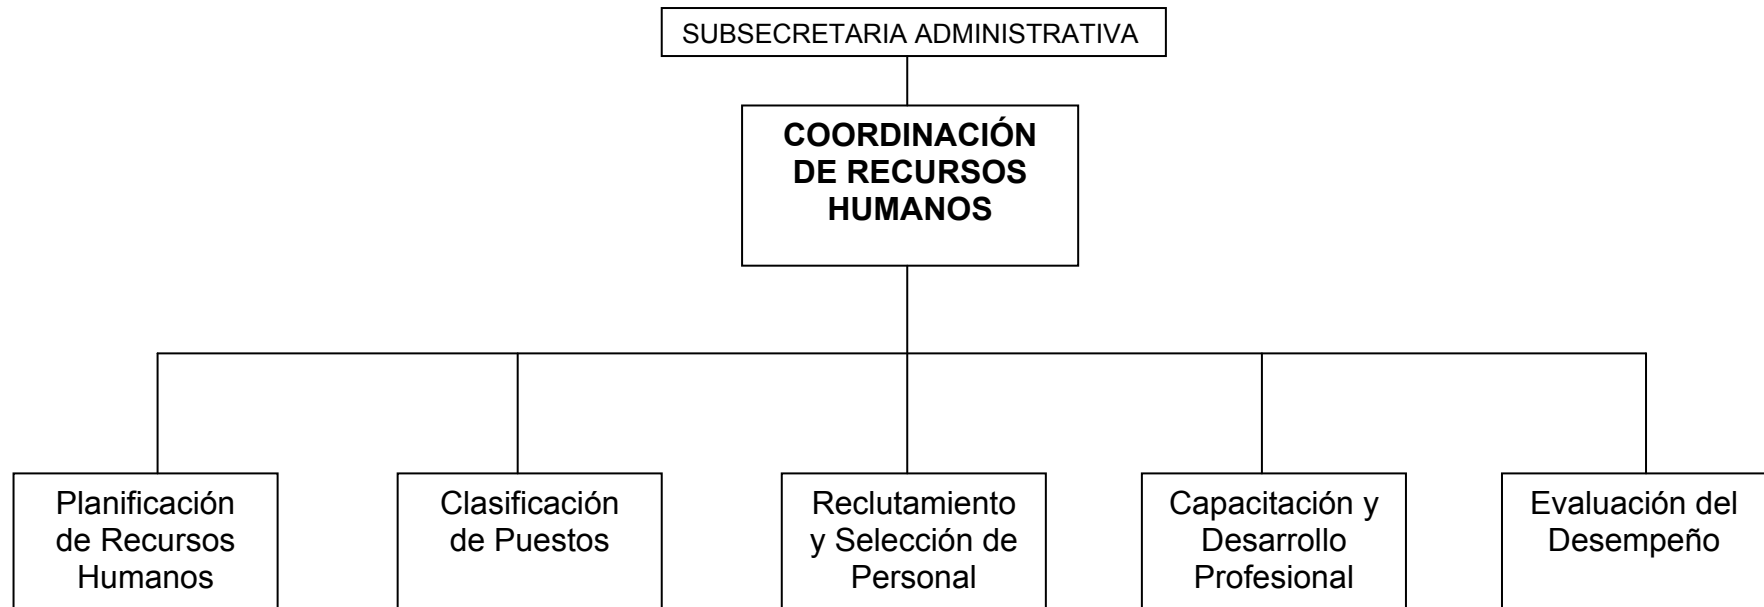 SUBSECRETARIA ADMINISTRATIVA
COORDINACIÓN
DE RECURSOS
HUMANOS
Planificación
de Recursos
Humanos
Clasificación
de Puestos
Reclutamiento
y Selección de
Personal
Capacitación y
Desarrollo
Profesional
Evaluación del
Desempeño